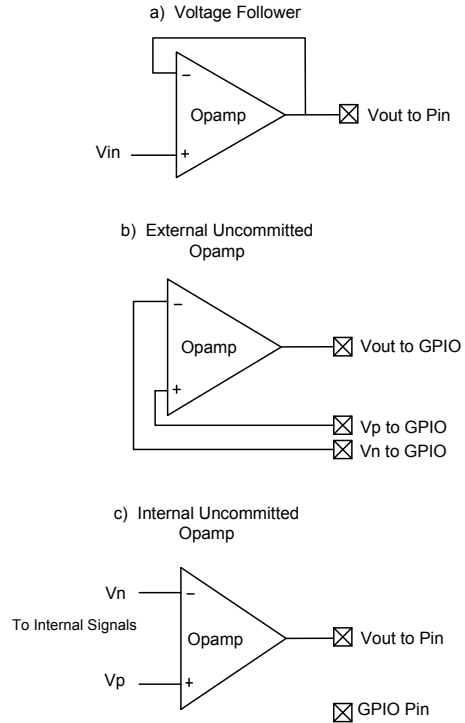 a) Voltage Follower
−
Opamp
Vout to Pin
Vin
+
b) External Uncommitted
Opamp
−
Opamp
Vout to GPIO
+
Vp to GPIO
Vn to GPIO
c) Internal Uncommitted
Opamp
Vn
−
To Internal Signals
Opamp
Vout to Pin
Vp
+
GPIO Pin